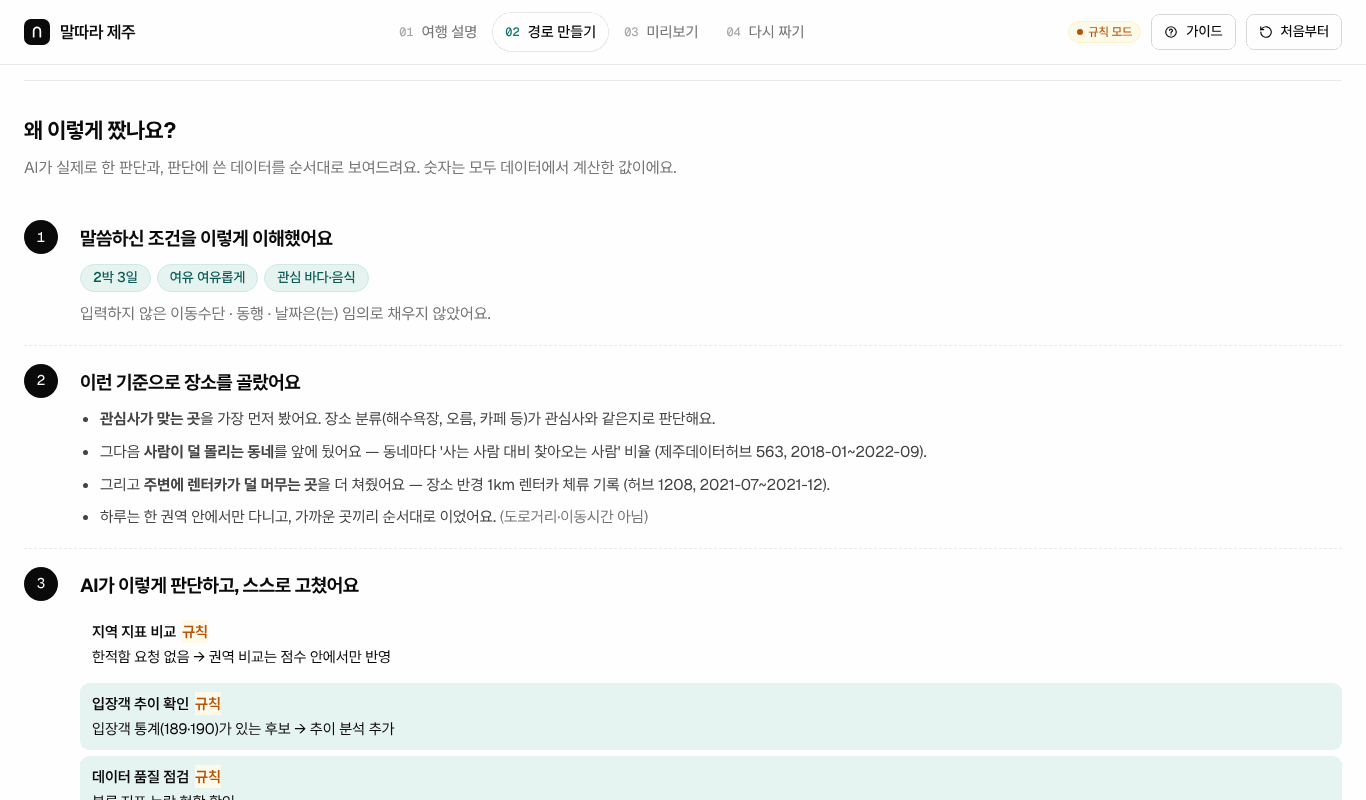 말따라 제주
01 여행 설명
02 경로 만들기
03 미리보기
04 다시 짜기
규칙 모드
가이드
처음부터
왜 이렇게 짰나요?
AI가 실제로 한 판단과, 판단에 쓴 데이터를 순서대로 보여드려요. 숫자는 모두 데이터에서 계산한 값이에요.
1
말씀하신 조건을 이렇게 이해했어요
2박 3일
여유 여유롭게
관심 바다·음식
입력하지 않은 이동수단 · 동행 · 날짜은(는) 임의로 채우지 않았어요.
2
이런 기준으로 장소를 골랐어요
관심사가 맞는 곳을 가장 먼저 봤어요. 장소 분류(해수욕장, 오름, 카페 등)가 관심사와 같은지로 판단해요.
그다음 사람이 덜 몰리는 동네를 앞에 뒀어요 — 동네마다 '사는 사람 대비 찾아오는 사람' 비율 (제주데이터허브 563, 2018-01~2022-09).
그리고 주변에 렌터카가 덜 머무는 곳을 더 쳐줬어요 — 장소 반경 1km 렌터카 체류 기록 (허브 1208, 2021-07~2021-12).
하루는 한 권역 안에서만 다니고, 가까운 곳끼리 순서대로 이었어요. (도로거리·이동시간 아님)
3
AI가 이렇게 판단하고, 스스로 고쳤어요
지역 지표 비교 규칙
한적함 요청 없음 → 권역 비교는 점수 안에서만 반영
입장객 추이 확인 규칙
입장객 통계(189·190)가 있는 후보 → 추이 분석 추가
데이터 품질 점검 규칙